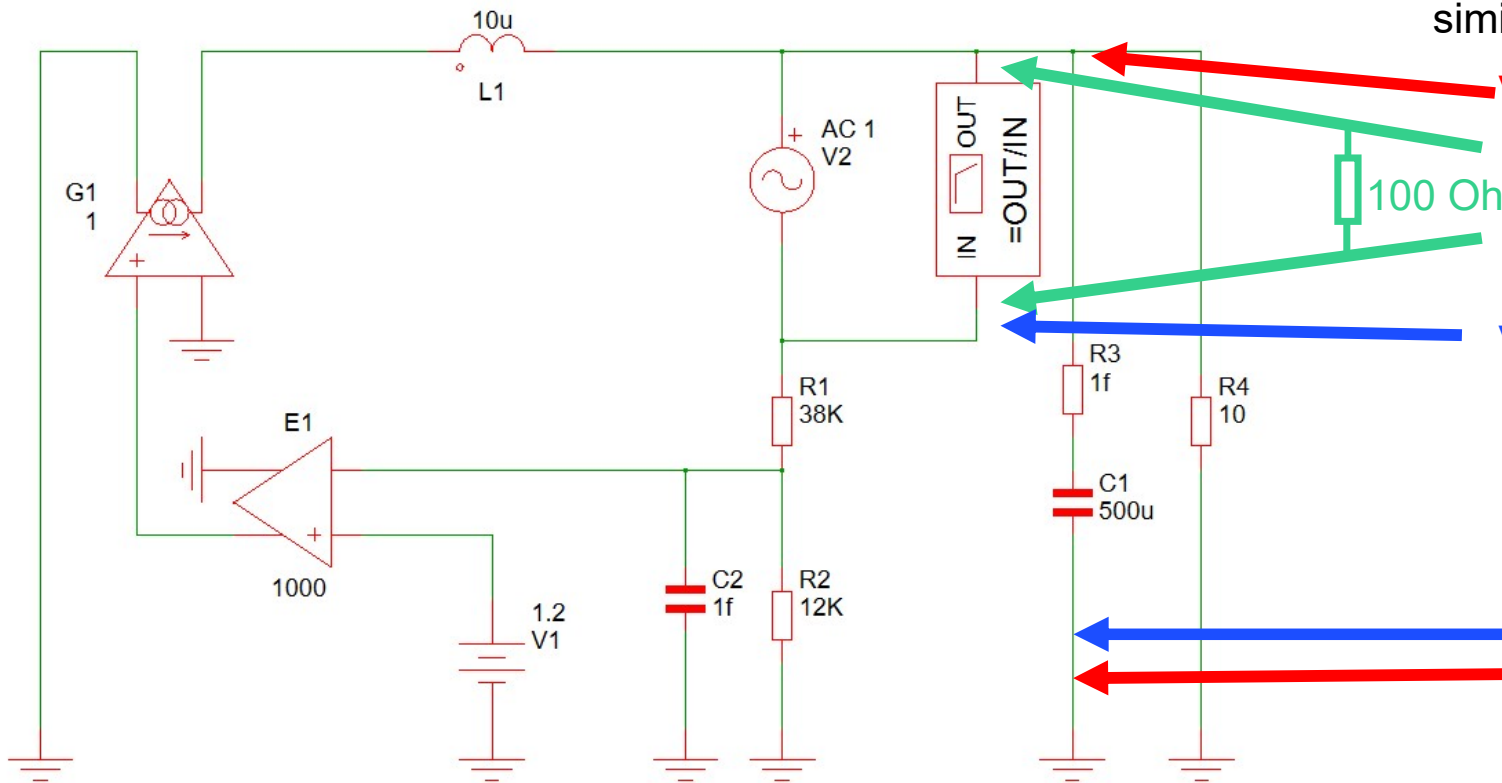 simi
10u
L1
AC 1
V2
OUT
IN
=OUT/IN
100 Oh
G1
1
R3
1f
R1
38K
R4
10
E1
+
1000
C1
500u
C2
1f
R2
12K
1.2
V1